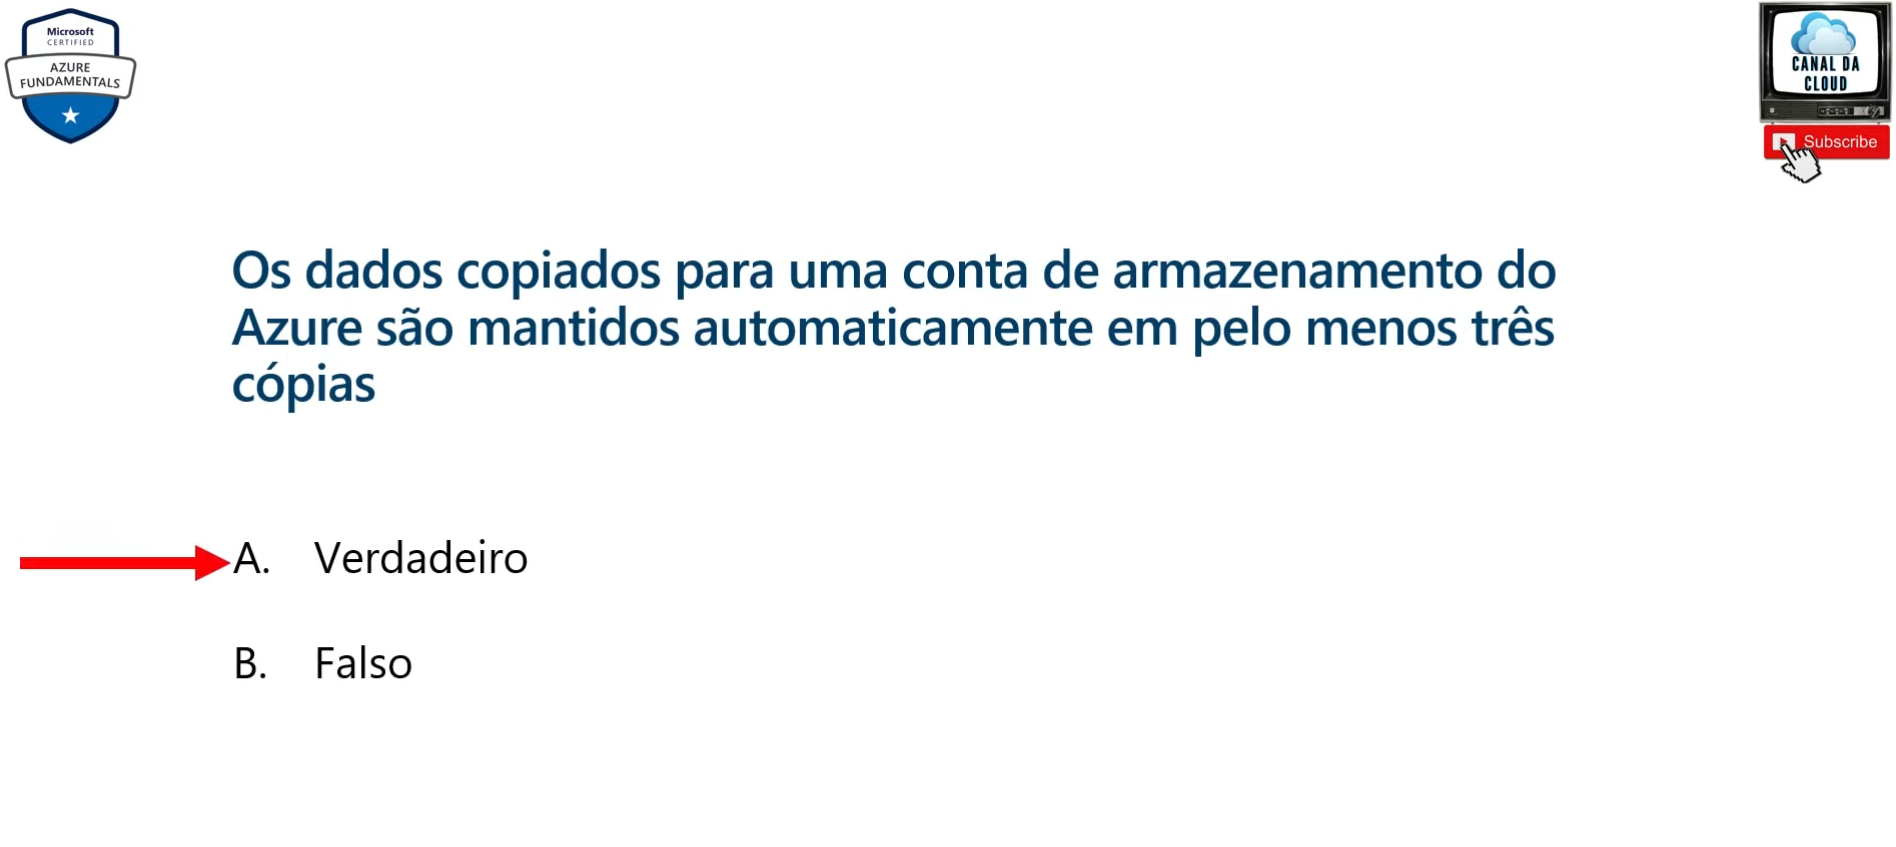 Microsoft
CERTIFIED
AZURE
FUNDAMENTALS
CANAL DA
CLOUD
Subscribe
Os dados copiados para uma conta de armazenamento do
Azure são mantidos automaticamente em pelo menos três
cópias
A. Verdadeiro
B. Falso